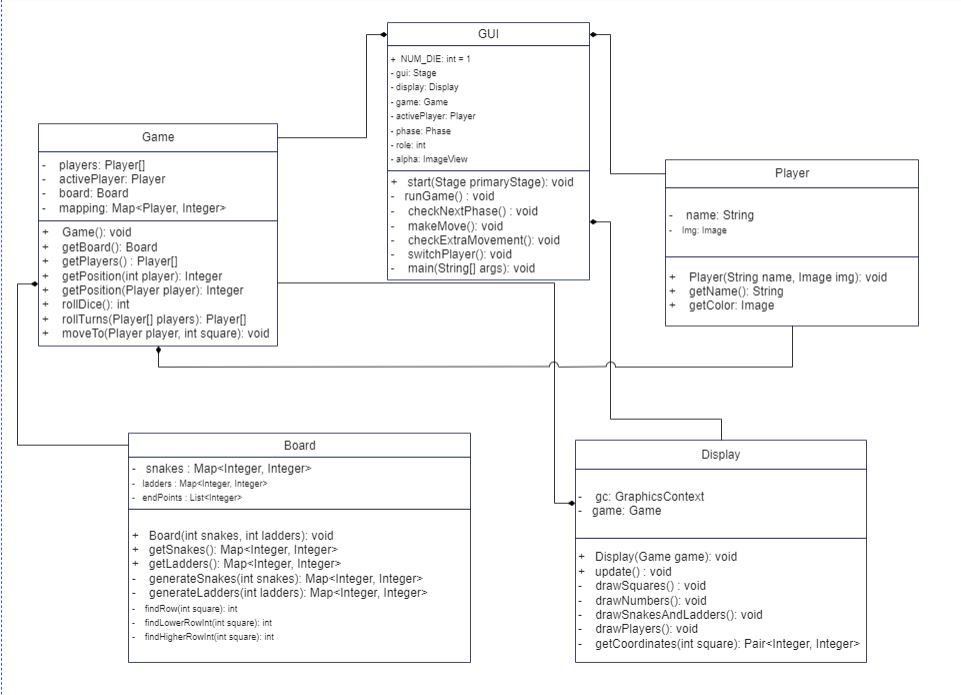 GUI
+ NUM_DIE: int = 1
- gui: Stage
- display: Display
- game: Game
- activePlayer: Player
- phase: Phase
- role: int
- alpha: ImageView
+ start(Stage primaryStage): void
- runGame() : void
- checkNextPhase() : void
- makeMove(): void
- checkExtraMovement(): void
- switchPlayer(): void
- main(String[] args): void
Game
- players: Player[]
- activePlayer: Player
- board: Board
- mapping: Map<Player, Integer>
+ Game(): void
+ getBoard(): Board
+ getPlayers() : Player[]
+ getPosition(int player): Integer
+ getPosition(Player player): Integer
+ rollDice(): int
+ rollTurns(Player[] players): Player[]
+ moveTo(Player player, int square): void
Player
- name: String
- Img: Image
+ Player(String name, Image img): void
+ getName(): String
+ getColor: Image
Board
- snakes : Map<Integer, Integer>
- ladders : Map<Integer, Integer>
- endPoints : List<Integer>
+ Board(int snakes, int ladders): void
+ getSnakes(): Map<Integer, Integer>
+ getLadders(): Map<Integer, Integer>
- generateSnakes(int snakes): Map<Integer, Integer>
- generateLadders(int ladders): Map<Integer, Integer>
- findRow(int square): int
- findLowerRowInt(int square): int
- findHigherRowInt(int square): int
Display
- gc: GraphicsContext
- game: Game
+ Display(Game game): void
+ update() : void
- drawSquares() : void
- drawNumbers(): void
- drawSnakesAndLadders(): void
- drawPlayers(): void
- getCoordinates(int square): Pair<Integer, Integer>